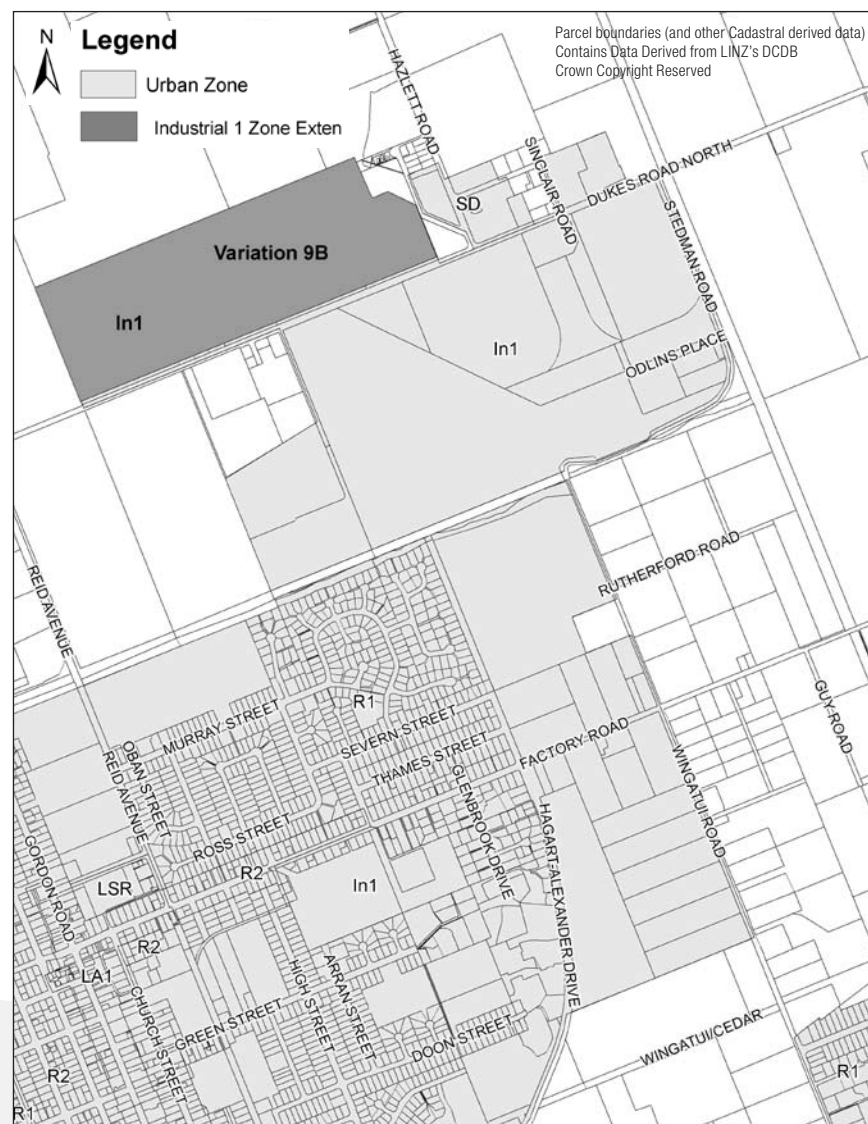 N
Legend
Urban Zone
Industrial 1 Zone Exten
Parcel boundaries (and other Cadastral derived data)
Contains Data Derived from LINZ's DCDB
Crown Copyright Reserved
HAZLETT ROAD
SINCLAIR ROAD
DUKES ROAD NORTH
SD
STEDMAN ROAD
Variation 9B
In1
In1
ODLINS PLACE
REID AVENUE
RUTHERFORD ROAD
MURRAY STREET
R1
SEVERN STREET
THAMES STREET
FACTORY ROAD
GUY ROAD
OBAN STREET
REID AVENUE
ROSS STREET
GLENBROOK DRIVE
HAGART-ALEXANDER DRIVE
WINGATUI ROAD
GORDON ROAD
LSR
R2
In1
R2
LA1
CHURCH STREET
GREEN STREET
HIGH STREET
ARRAN STREET
DOON STREET
WINGATUI/CEDAR
R2
R1
R1